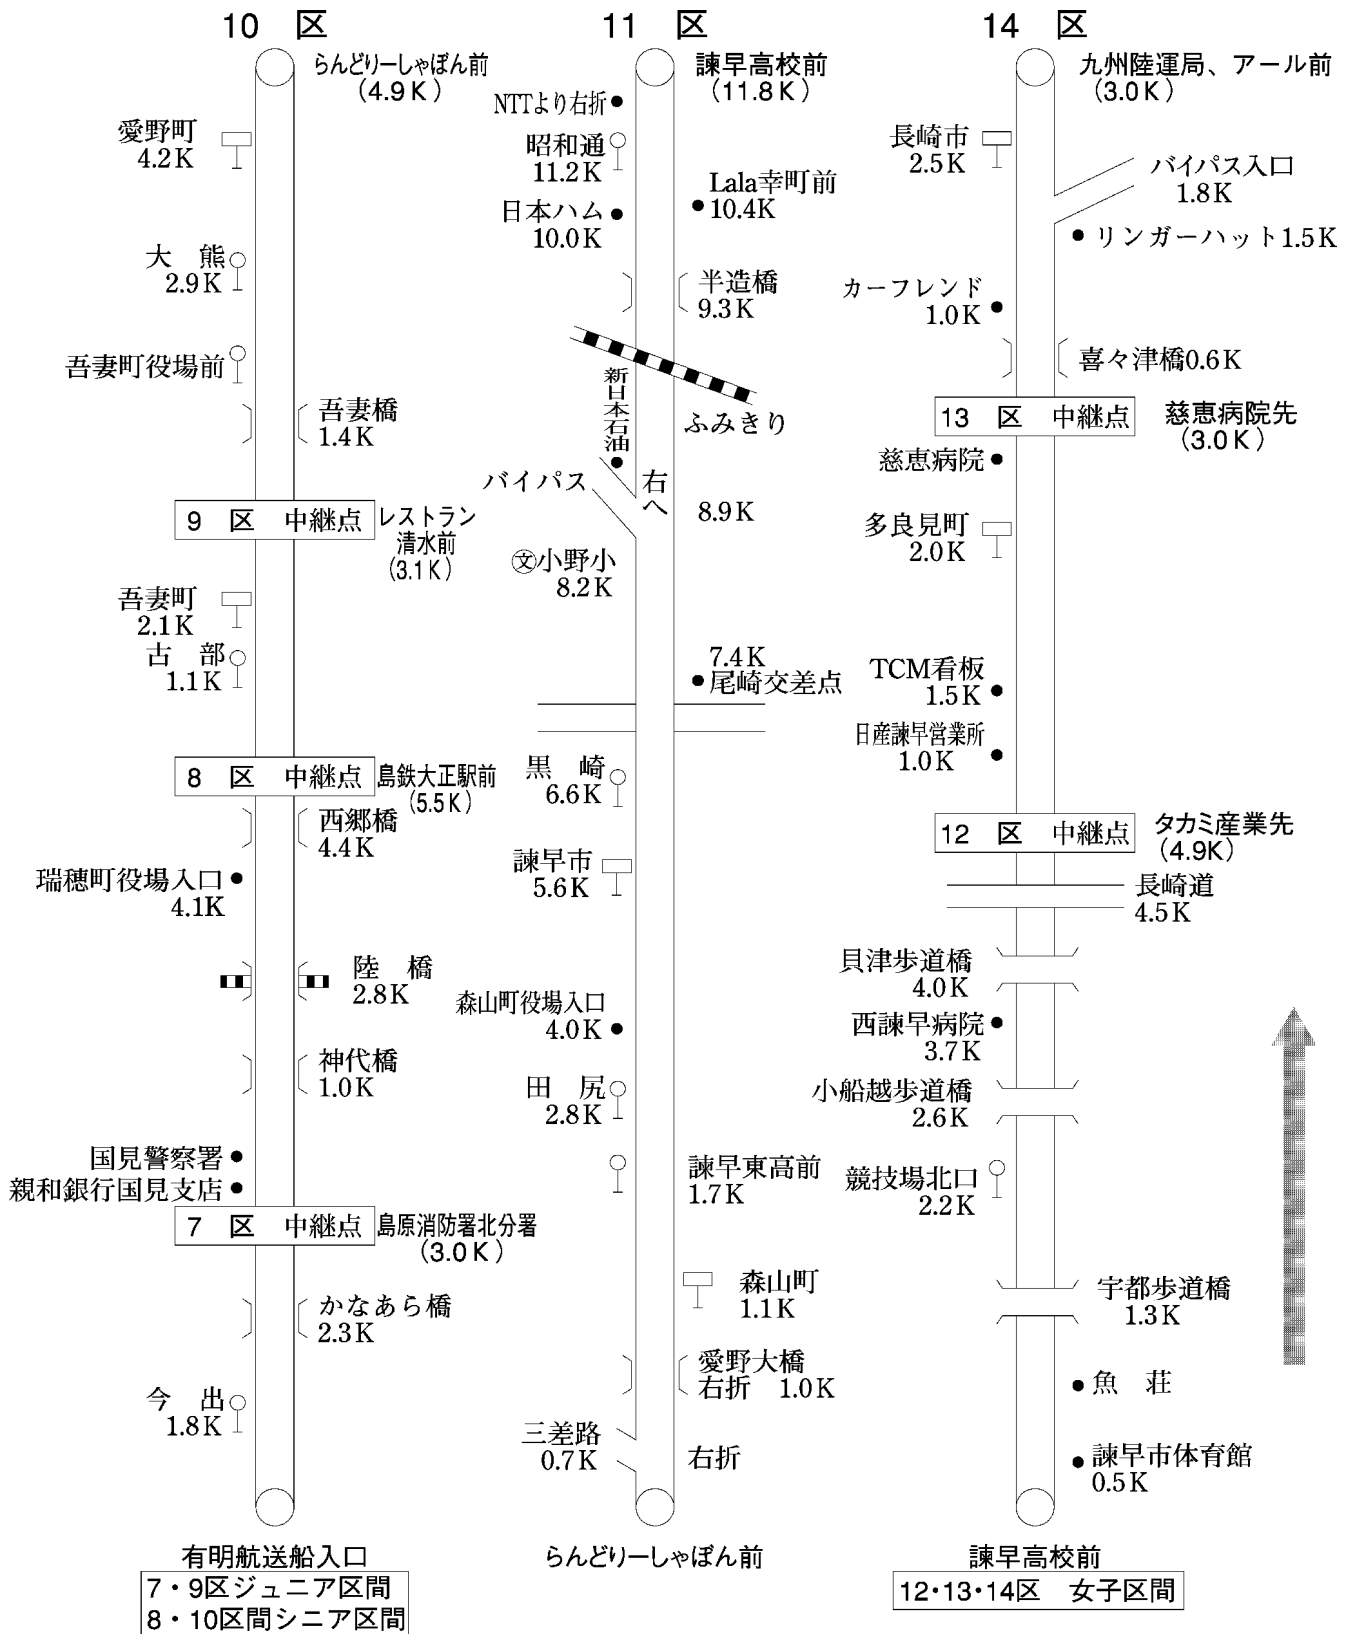 10 区
らんどりーしゃぼん前
(4.9K)
愛野町
4.2K
大 熊
2.9K
吾妻町役場前
吾妻橋
1.4K
9 区 中継点
レストラン
清水前
(3.1K)
吾妻町
2.1K
古 部
1.1K
8 区 中継点
島鉄大正駅前
(5.5K)
西郷橋
4.4K
瑞穂町役場入口
4.1K
陸 橋
2.8K
神代橋
1.0K
国見警察署
親和銀行国見支店
7 区 中継点
島原消防署北分署
(3.0K)
かなあら橋
2.3K
今 出
1.8K
有明航送船入口
7・9区ジュニア区間
8・10区間シニア区間
11 区
諫早高校前
(11.8K)
NTTより右折
昭和通
11.2K
Lala幸町前
10.4K
日本ハム
10.0K
半造橋
9.3K
新日本石油
ふみきり
バイパス
右へ
8.9K
文小野小
8.2K
7.4K
尾崎交差点
黒 崎
6.6K
諫早市
5.6K
森山町役場入口
4.0K
田 尻
2.8K
諫早東高前
1.7K
森山町
1.1K
愛野大橋
右折 1.0K
三差路
0.7K
右折
らんどりーしゃぼん前
14 区
九州陸運局、アール前
(3.0K)
長崎市
2.5K
バイパス入口
1.8K
リンガーハット1.5K
カーフレンド
1.0K
喜々津橋0.6K
13 区 中継点
慈恵病院先
(3.0K)
慈恵病院
多良見町
2.0K
TCM看板
1.5K
日産諫早営業所
1.0K
12 区 中継点
タカミ産業先
(4.9K)
長崎道
4.5K
貝津歩道橋
4.0K
西諫早病院
3.7K
小船越歩道橋
2.6K
競技場北口
2.2K
宇都歩道橋
1.3K
魚 荘
諫早市体育館
0.5K
諫早高校前
12・13・14区 女子区間